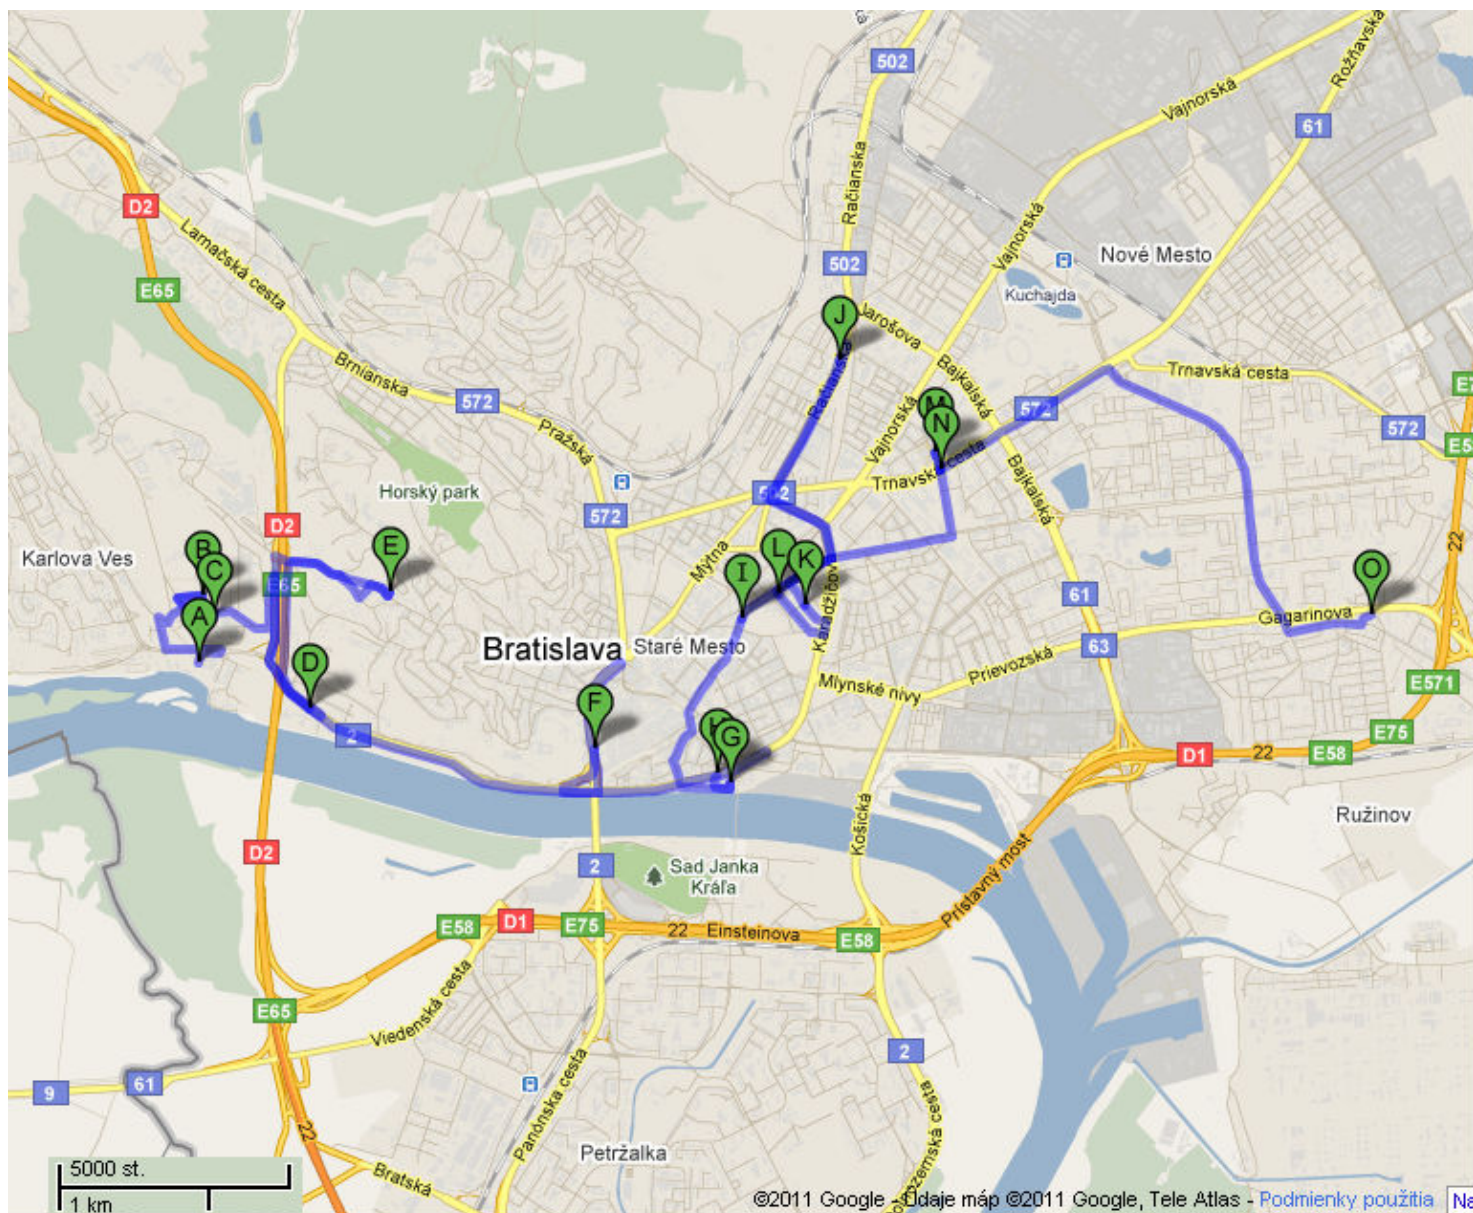 502
Vajnorská
Rožňavská
61
Račianska
D2
Lamačská cesta
502
Vajnorská
Nové Mesto
E65
Kuchajda
J
Jarošova
Brnianska
Račianska
Bajkalská
Trnavská cesta
572
572
M
E5
Pražská
Vajnorská
N
572
Horský park
502
Trnavská cesta
Bajkalská
572
D2
22
Karlova Ves
B
E
Mýtna
L
K
C
E65
I
61
O
A
Karadžičov
Gagarinova
Bratislava
Staré Mesto
63
Prievozská
D
Mlynské nivy
E571
F
2
G
E75
D1
22
E58
Košická
Ružinov
D2
2
Sad Janka
Kráľa
Prístavný most
E58
D1
E75
22
Einsteinova
E58
E65
Viedenská cesta
2
9
61
Panónska cesta
22
Petržalka
Bratská
5000 st.
1 km
©2011 Google - Údaje máp ©2011 Google, Tele Atlas - Podmienky použitia